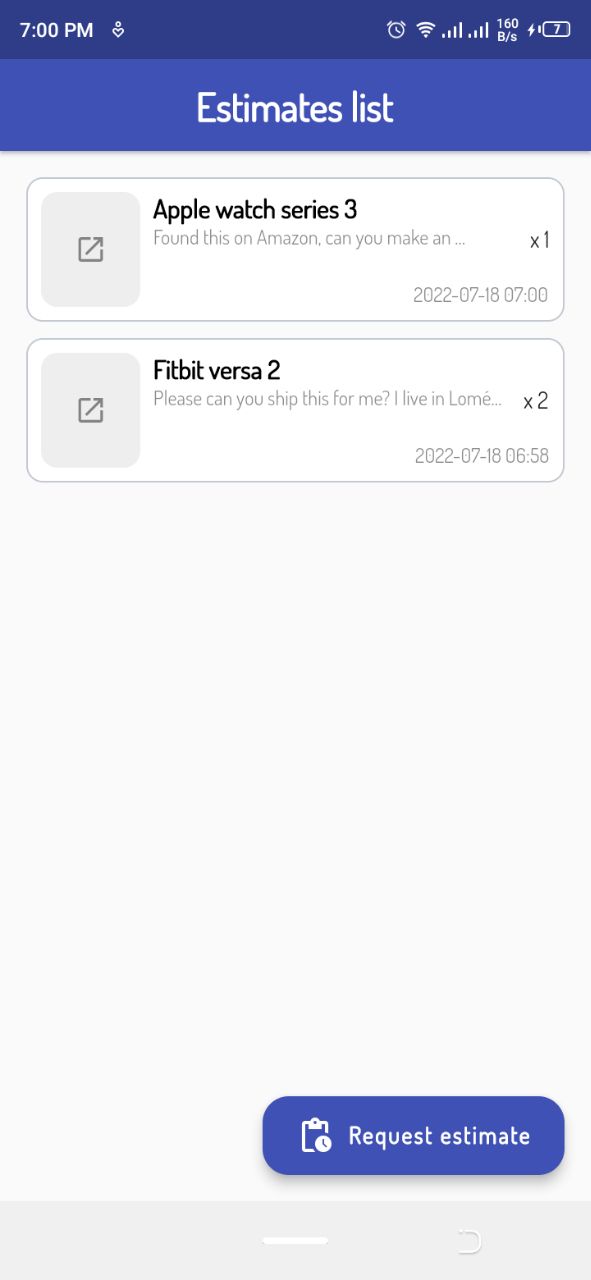 7:00 PM 160 B/s 7
Estimates list
Apple watch series 3
Found this on Amazon, can you make an ...
x 1
2022-07-18 07:00
Fitbit versa 2
Please can you ship this for me? I live in Lomé...
x 2
2022-07-18 06:58
Request estimate